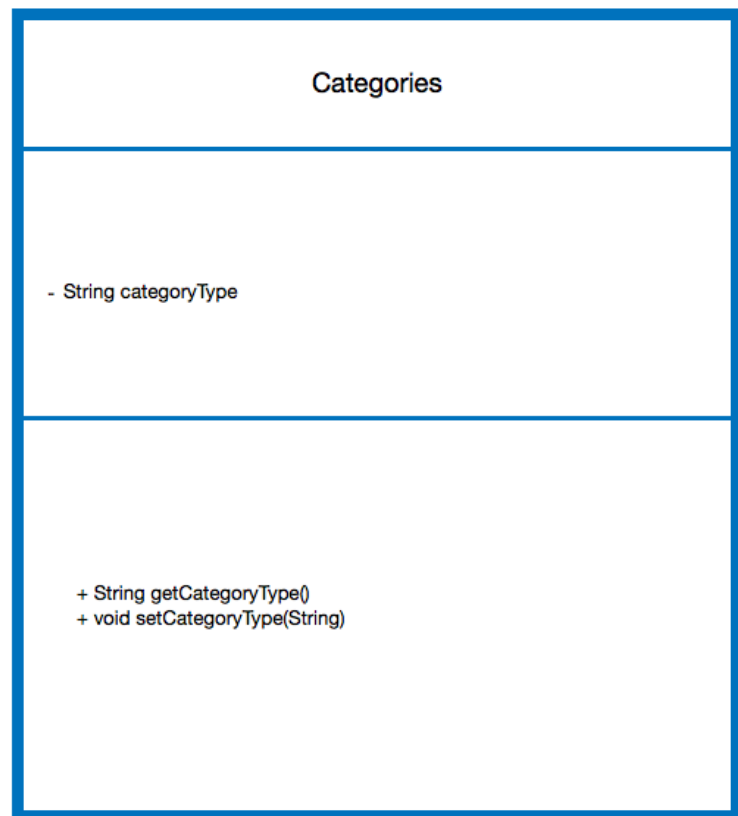 Categories
- String categoryType
+ String getCategoryType()
+ void setCategoryType(String)